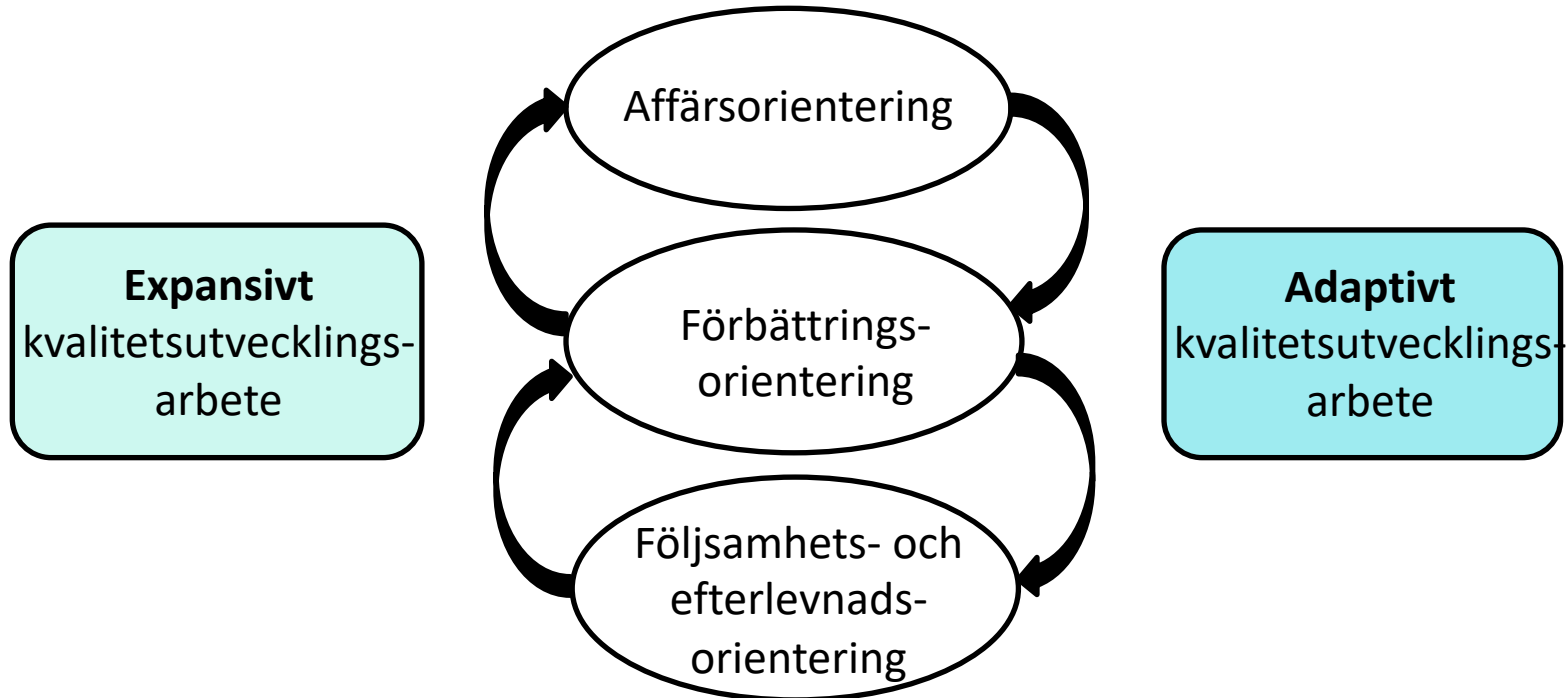 Affärsorientering
Expansivt
kvalitetsutvecklings-
arbete
Förbättrings-
orientering
Adaptivt
kvalitetsutvecklings-
arbete
Följsamhets- och
efterlevnads-
orientering